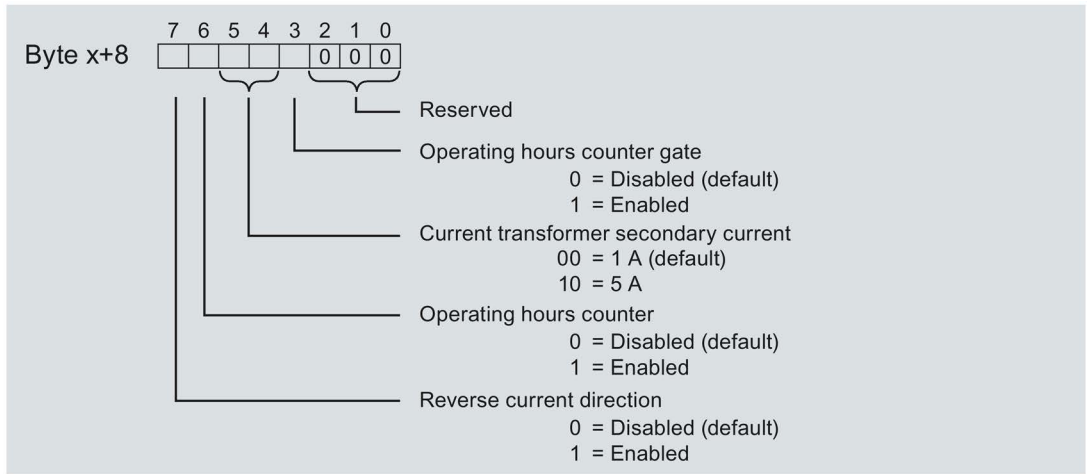 7 6 5 4 3 2 1 0
Byte x+8 0 0 0
Reserved
Operating hours counter gate
0 = Disabled (default)
1 = Enabled
Current transformer secondary current
00 = 1 A (default)
10 = 5 A
Operating hours counter
0 = Disabled (default)
1 = Enabled
Reverse current direction
0 = Disabled (default)
1 = Enabled